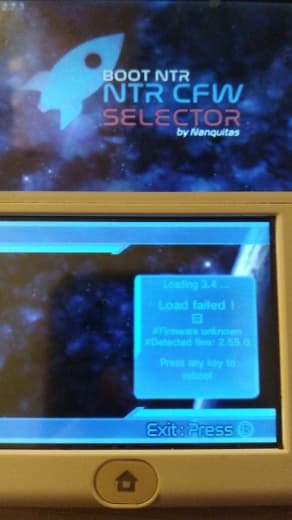 BOOT NTR
NTR CFW
SELECTOR
by Nanquitas
Loading 3.4 ...
Load failed !
#Firmware unknown
#Detected firm: 2.55.0
Press any key to
reboot
Exit : Press B